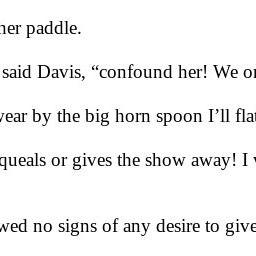 her paddle.
said Davis, “confound her! We or
wear by the big horn spoon I’ll flat
queals or gives the show away! I
wed no signs of any desire to give